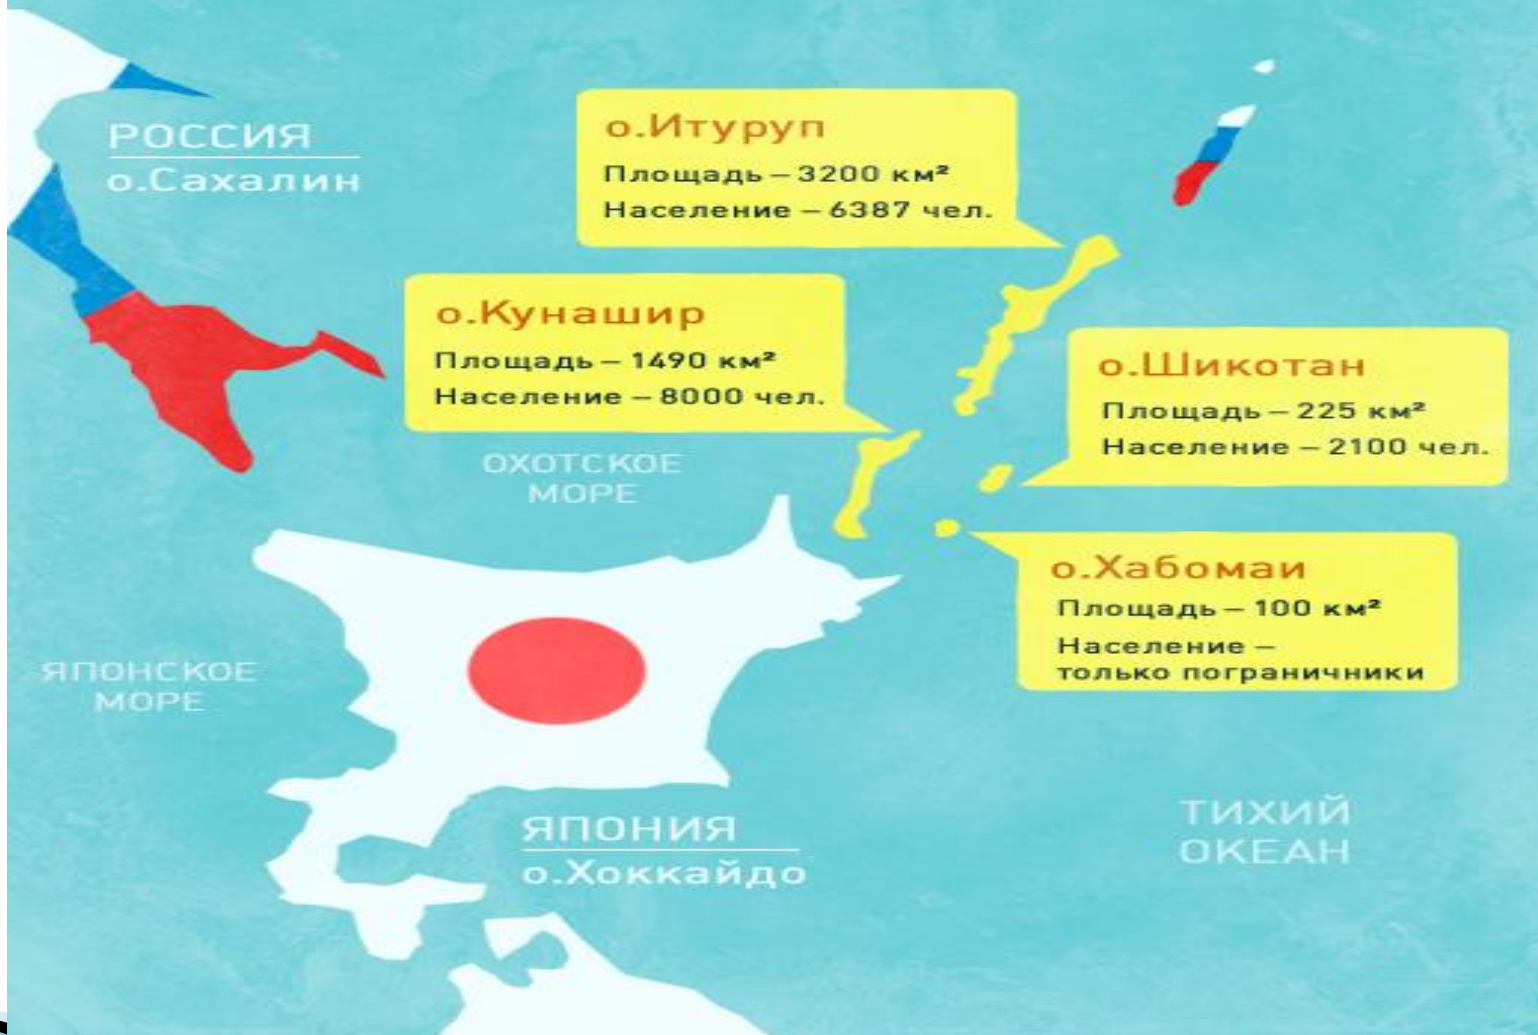 РОССИЯ
о.Сахалин
о.Итуруп
Площадь – 3200 км²
Население – 6387 чел.
о.Кунашир
Площадь – 1490 км²
Население – 8000 чел.
о.Шикотан
Площадь – 225 км²
Население – 2100 чел.
ОХОТСКОЕ
МОРЕ
о.Хабомаи
Площадь – 100 км²
Население –
только пограничники
ЯПОНСКОЕ
МОРЕ
ЯПОНИЯ
о.Хоккайдо
ТИХИЙ
ОКЕАН